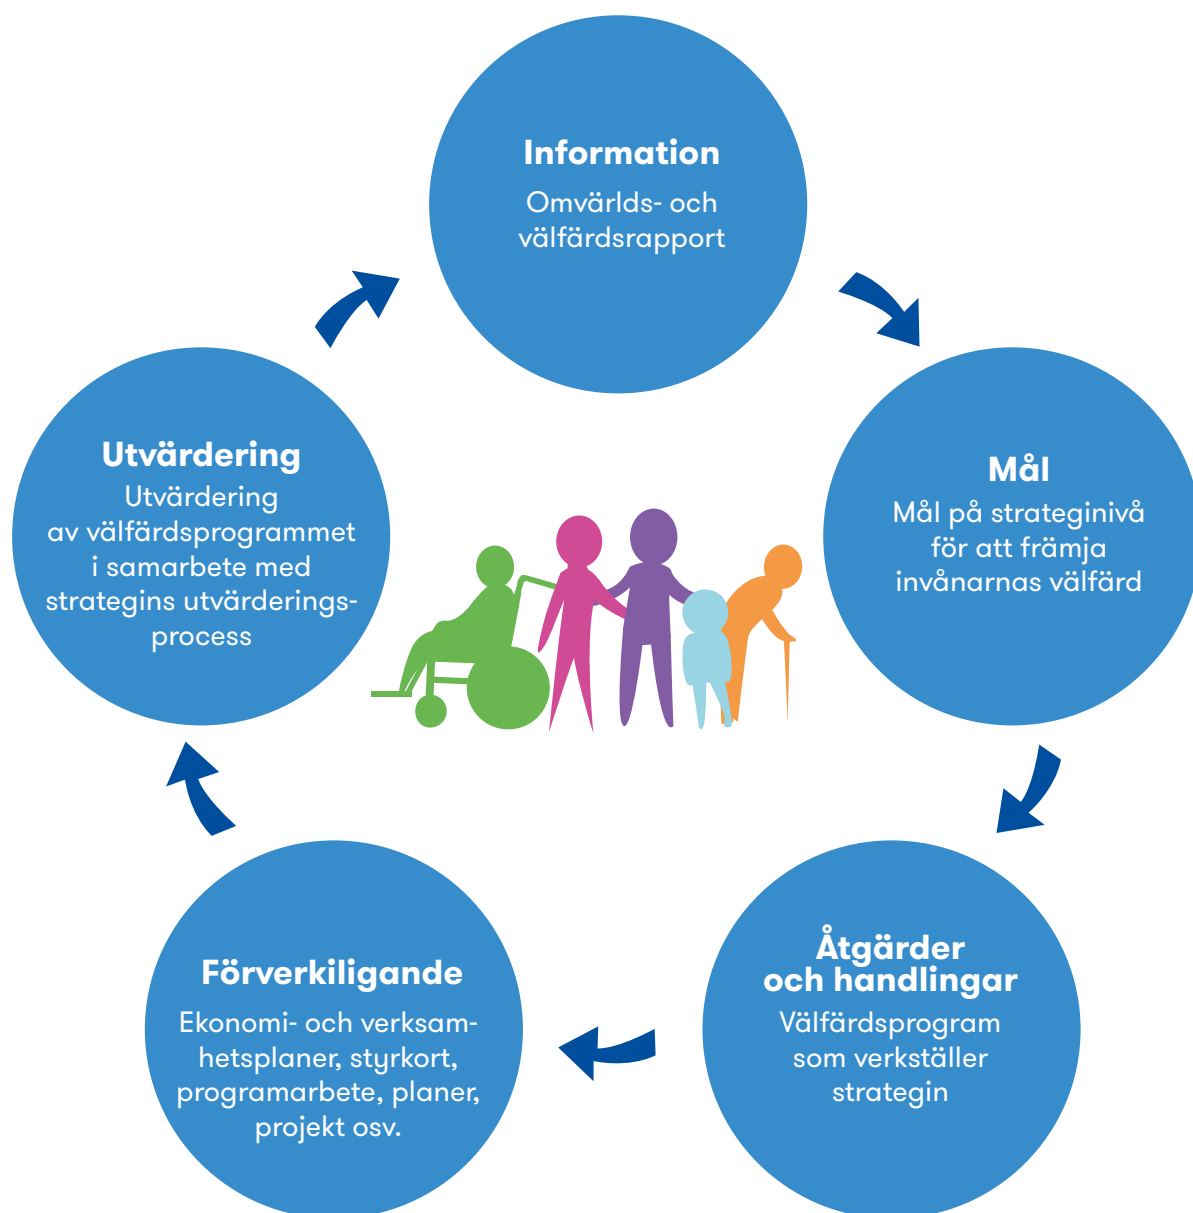 Information
Omvärlds- och
välfärdsrapport
Mål
Mål på strateginivå
för att främja
invånarnas välfärd
Åtgärder
och handlingar
Välfärdsprogram
som verkställer
strategin
Förverkiligande
Ekonomi- och verksam-
hetsplaner, styrkort,
programarbete, planer,
projekt osv.
Utvärdering
Utvärdering
av välfärdsprogrammet
i samarbete med
strategins utvärderings-
process